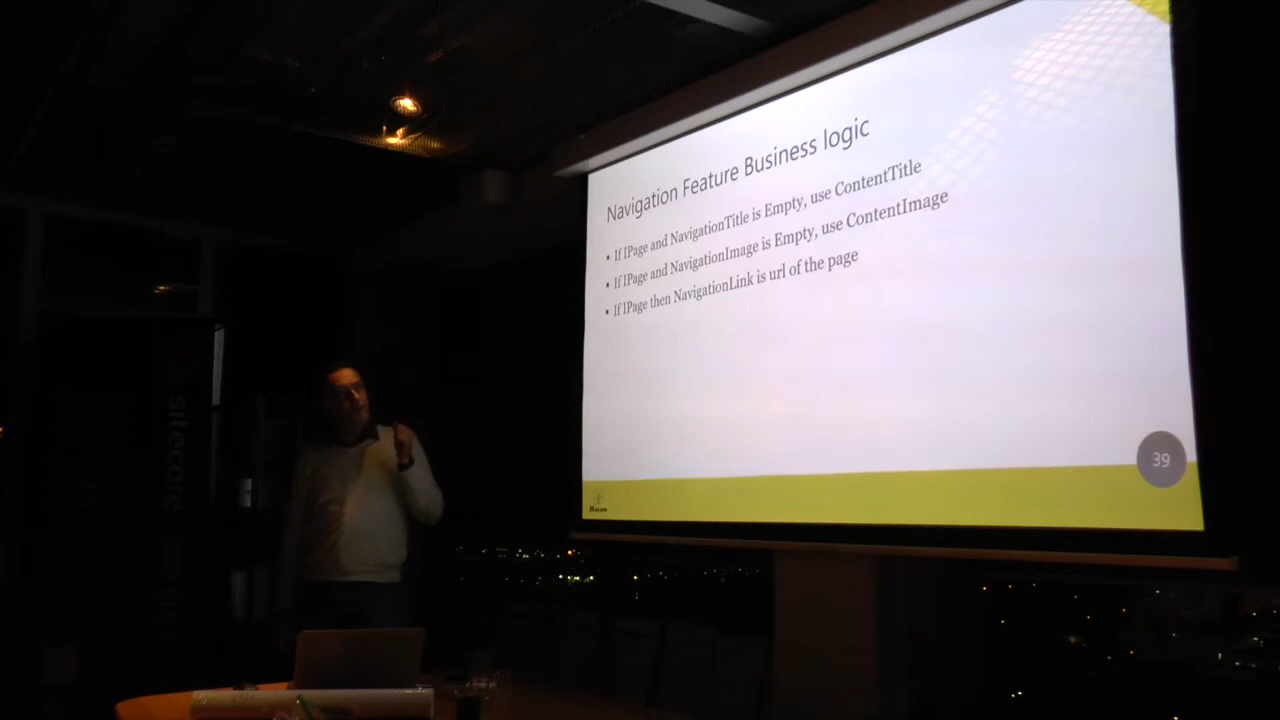 Navigation Feature Business logic
▪ If IPage and NavigationTitle is Empty, use ContentTitle
▪ If IPage and NavigationImage is Empty, use ContentImage
▪ If IPage then NavigationLink is url of the page
39
sitecore